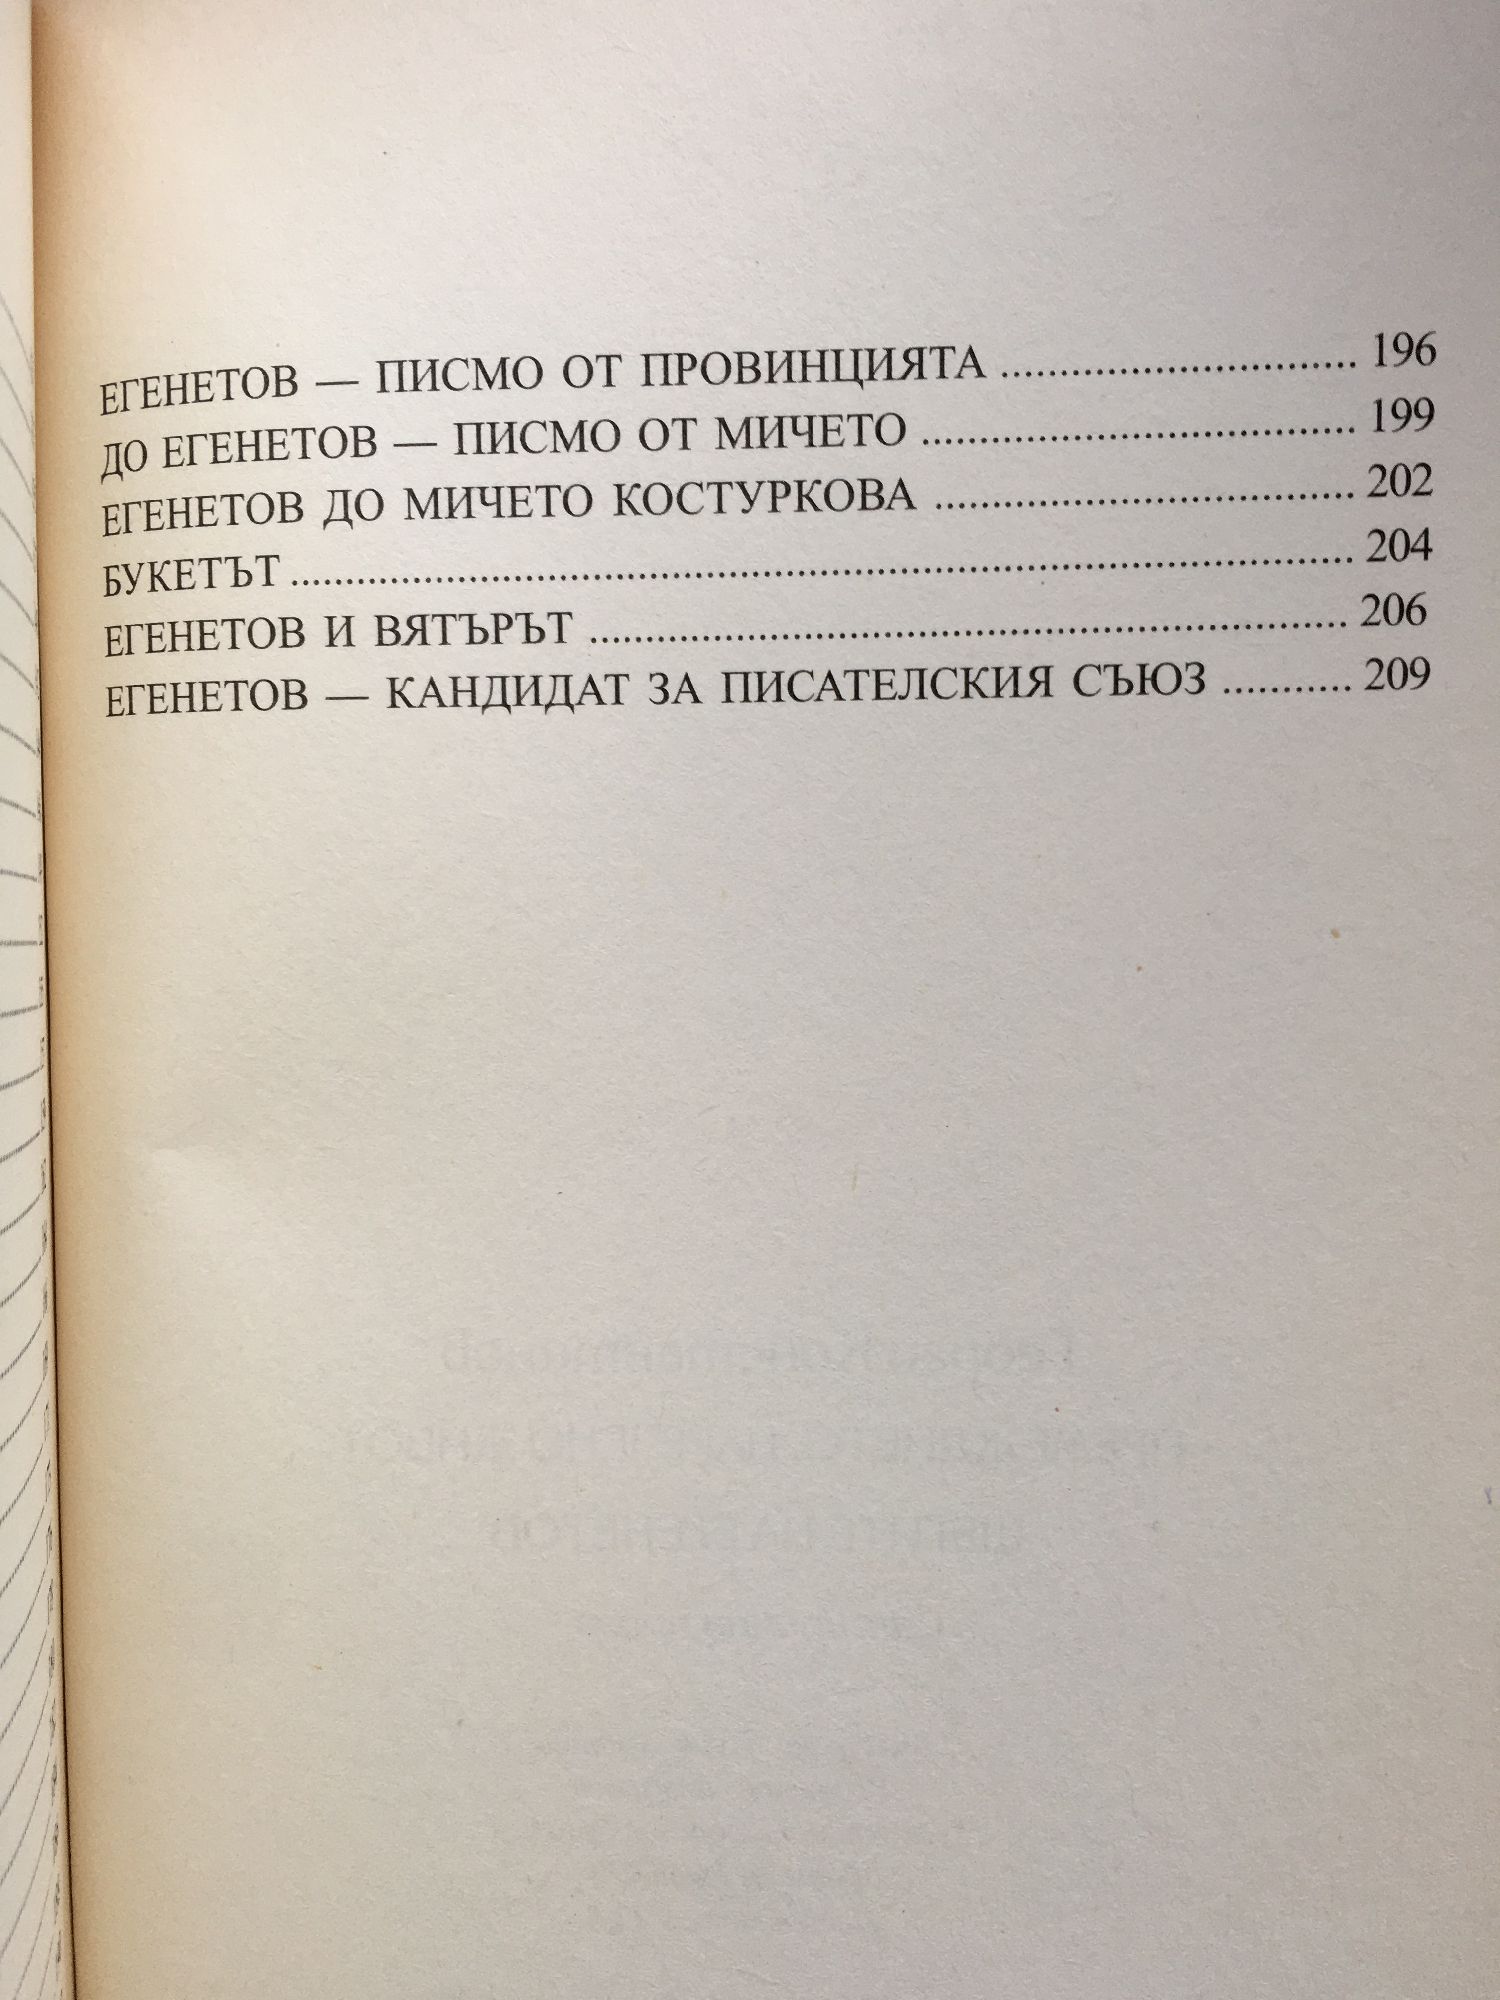 ЕГЕНЕТОВ — ПИСМО ОТ ПРОВИНЦИЯТА .............................. 196
ДО ЕГЕНЕТОВ — ПИСМО ОТ МИЧЕТО ..................................... 199
ЕГЕНЕТОВ ДО МИЧЕТО КОСТУРКОВА .................................... 202
БУКЕТЪТ .......................................................................................... 204
ЕГЕНЕТОВ И ВЯТЪРЪТ ................................................................ 206
ЕГЕНЕТОВ — КАНДИДАТ ЗА ПИСАТЕЛСКИЯ СЪЮЗ ........... 209